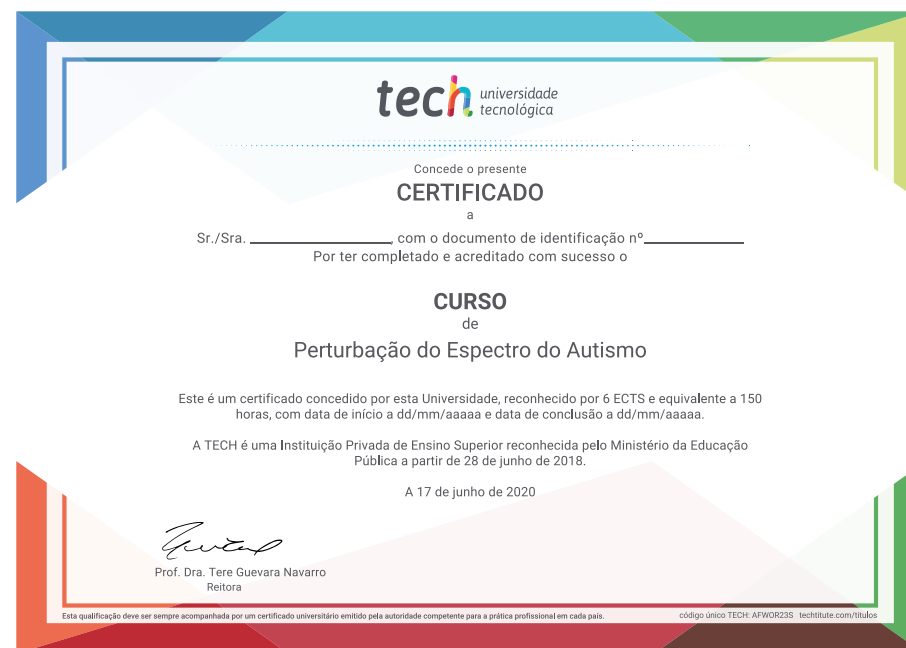 tech universidade
tecnológica
Concede o presente
CERTIFICADO
a
Sr./Sra. ________________, com o documento de identificação nº____________
Por ter completado e acreditado com sucesso o
CURSO
de
Perturbação do Espectro do Autismo
Este é um certificado concedido por esta Universidade, reconhecido por 6 ECTS e equivalente a 150
horas, com data de início a dd/mm/aaaaa e data de conclusão a dd/mm/aaaaa.
A TECH é uma Instituição Privada de Ensino Superior reconhecida pelo Ministério da Educação
Pública a partir de 28 de junho de 2018.
A 17 de junho de 2020
Prof. Dra. Tere Guevara Navarro
Reitora
Esta qualificação deve ser sempre acompanhada por um certificado universitário emitido pela autoridade competente para a prática profissional em cada país.
código único TECH: AFWOR23S techtitute.com/titulos